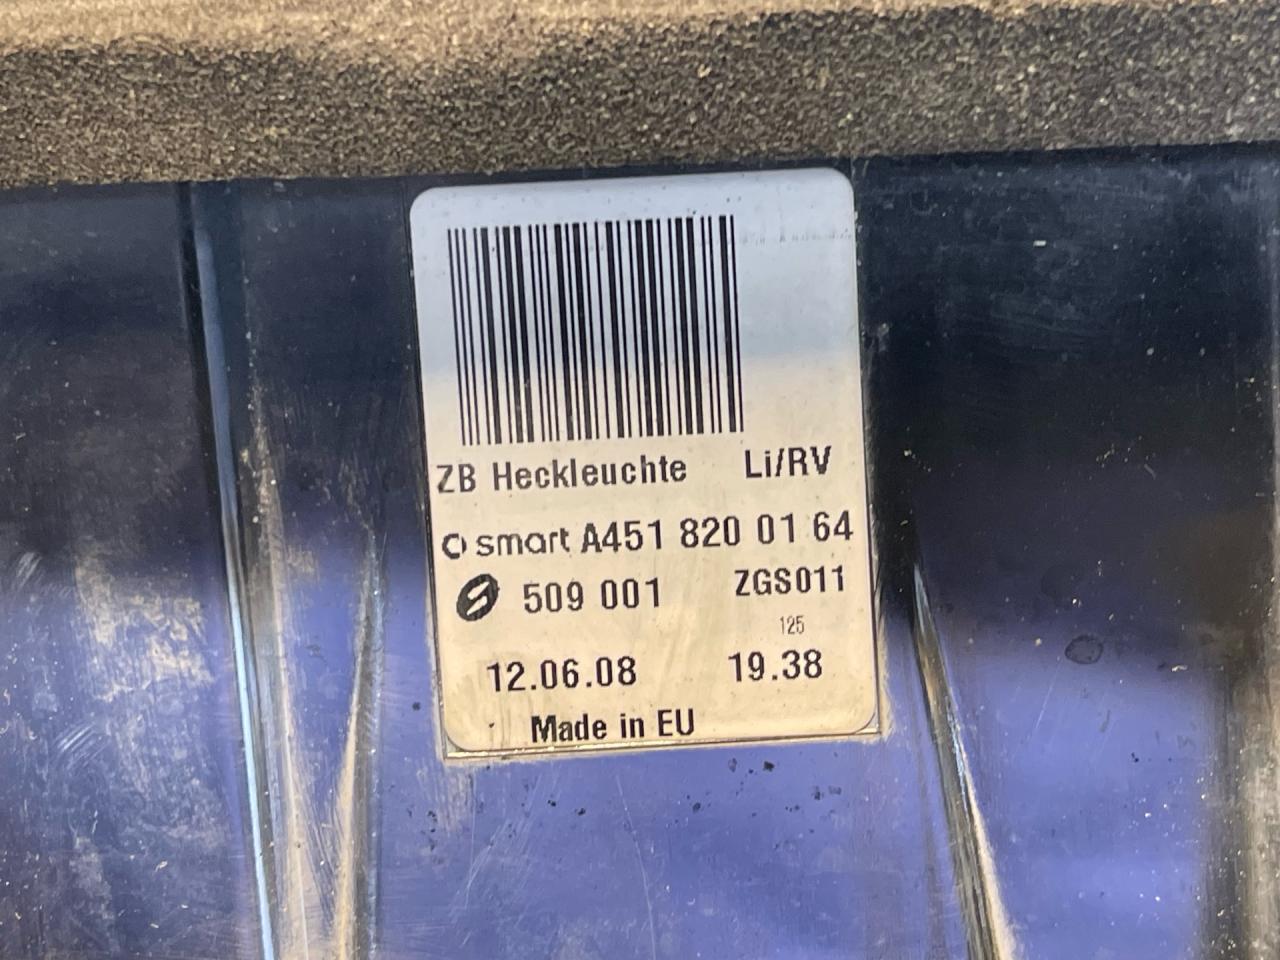 ZB Heckleuchte Li/RV
smart A451 820 01 64
509 001 ZGS011
125
12.06.08 19.38
Made in EU